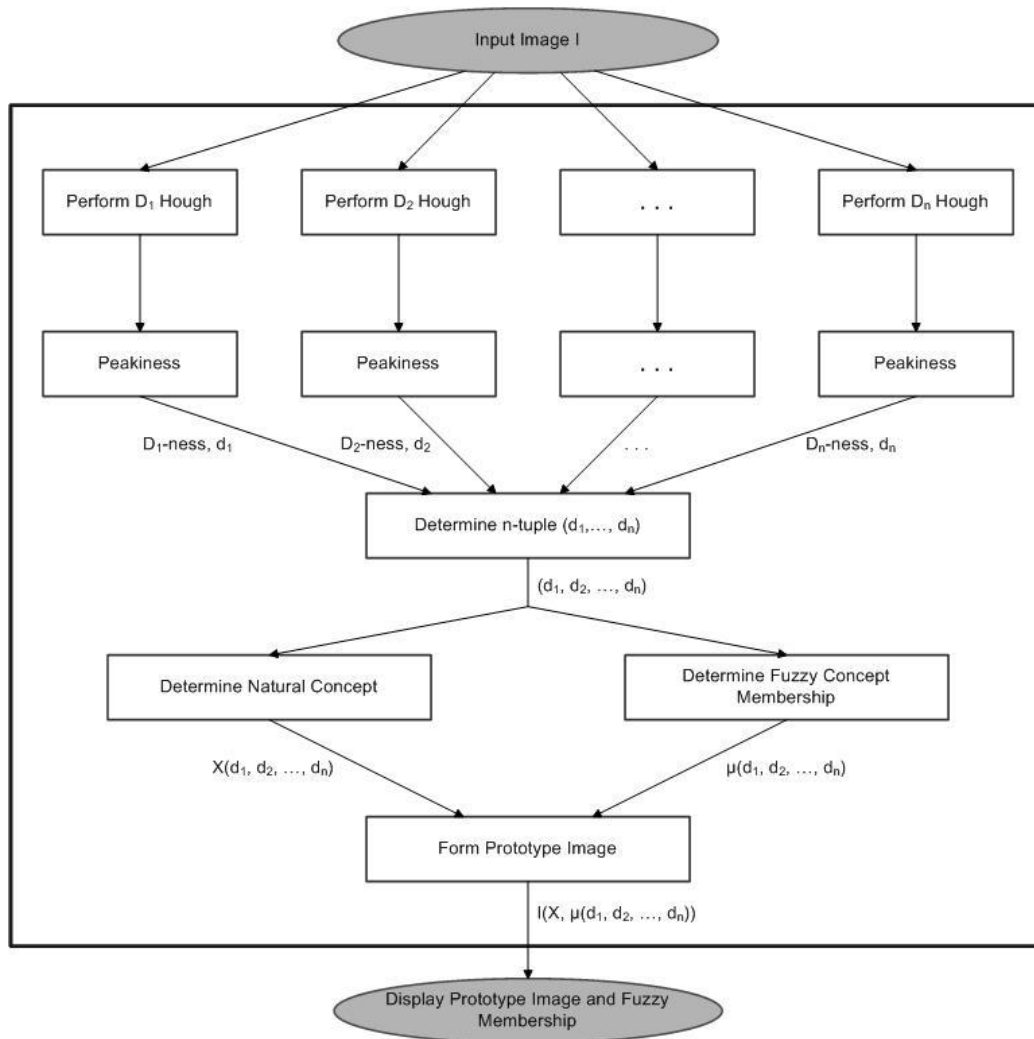 Input Image I
Perform D₁ Hough
Perform D₂ Hough
. . .
Perform Dₙ Hough
Peakiness
Peakiness
. . .
Peakiness
D₁-ness, d₁
D₂-ness, d₂
. . .
Dₙ-ness, dₙ
Determine n-tuple (d₁,…, dₙ)
(d₁, d₂, …, dₙ)
Determine Natural Concept
Determine Fuzzy Concept
Membership
X(d₁, d₂, …, dₙ)
μ(d₁, d₂, …, dₙ)
Form Prototype Image
I(X, μ(d₁, d₂, …, dₙ))
Display Prototype Image and Fuzzy
Membership